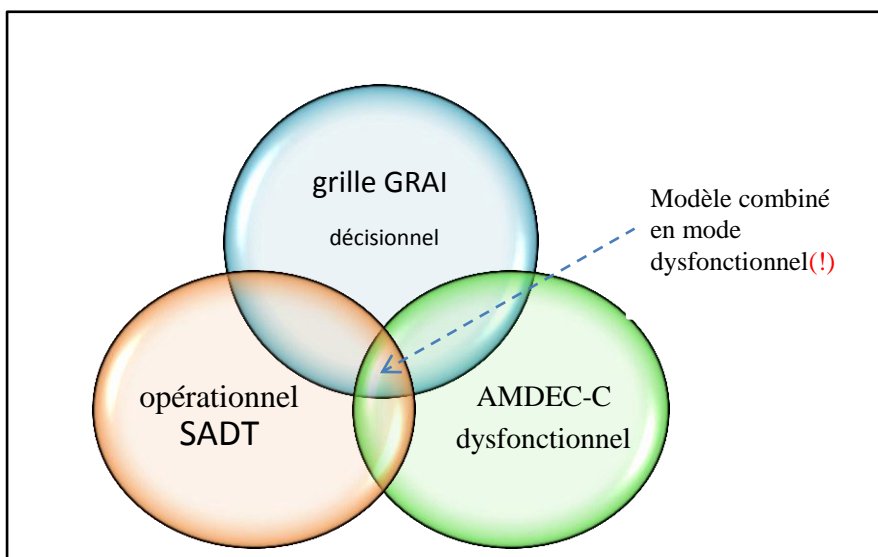 grille GRAI
décisionnel
Modèle combiné
en mode
dysfonctionnel(!)
opérationnel
SADT
AMDEC-C
dysfonctionnel